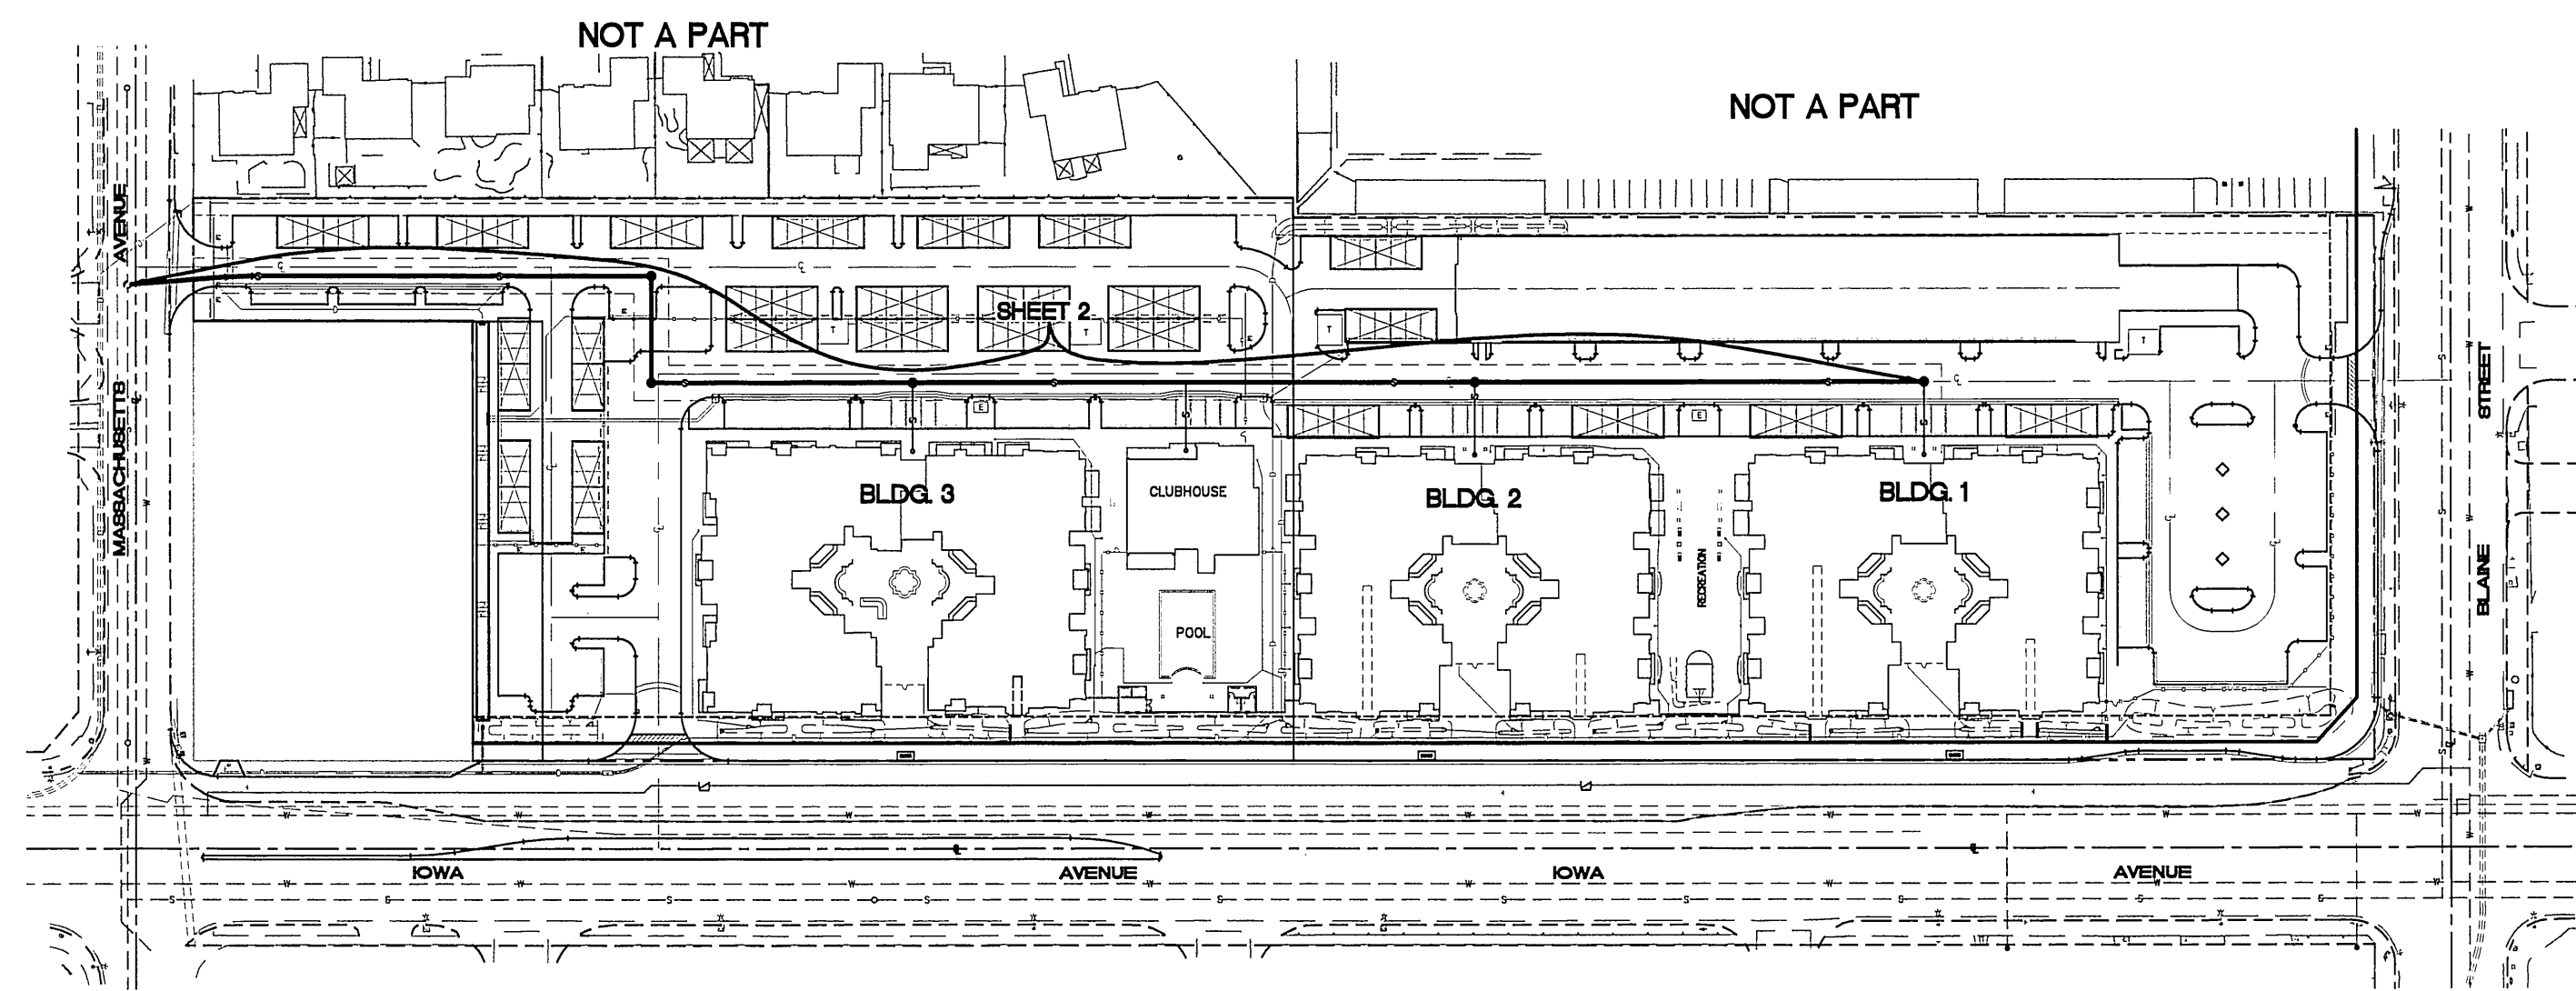 NOT A PART
NOT A PART
MASSACHUSETTS AVENUE
SHEET 2
BLAINE STREET
BLDG. 3
CLUBHOUSE
POOL
BLDG. 2
RECREATION
BLDG. 1
IOWA AVENUE
IOWA AVENUE